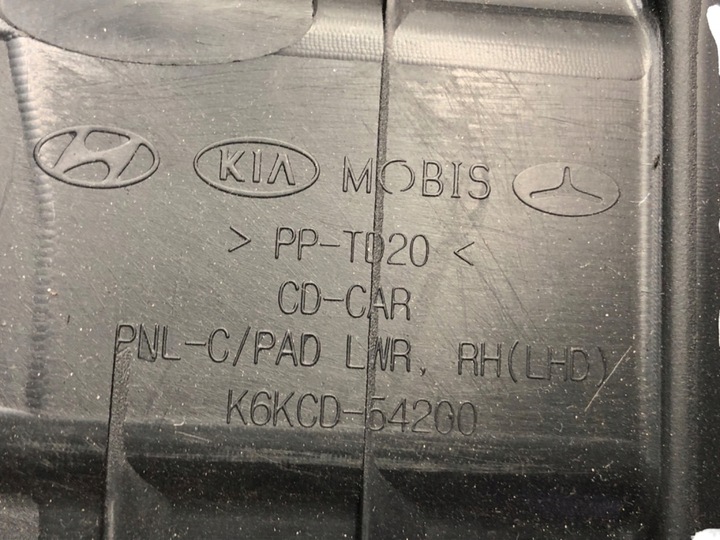 KIA MOBIS
> PP-TD20 <
CD-CAR
PNL-C/PAD LWR, RH(LHD)
K6KCD-54200